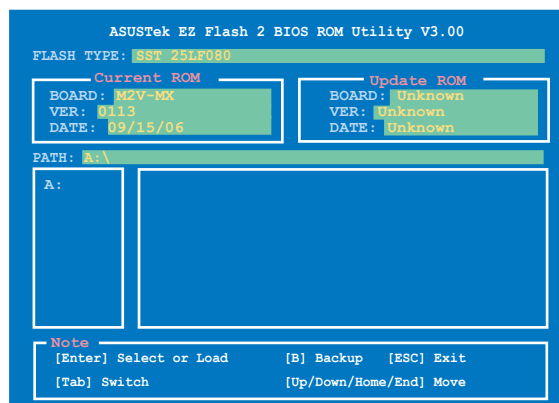 ASUSTek EZ Flash 2 BIOS ROM Utility V3.00
FLASH TYPE: SST 25LF080
Current ROM
BOARD: M2V-MX
VER: 0113
DATE: 09/15/06
Update ROM
BOARD: Unknown
VER: Unknown
DATE: Unknown
PATH: A:\
A:
Note
[Enter] Select or Load [B] Backup [ESC] Exit
[Tab] Switch [Up/Down/Home/End] Move